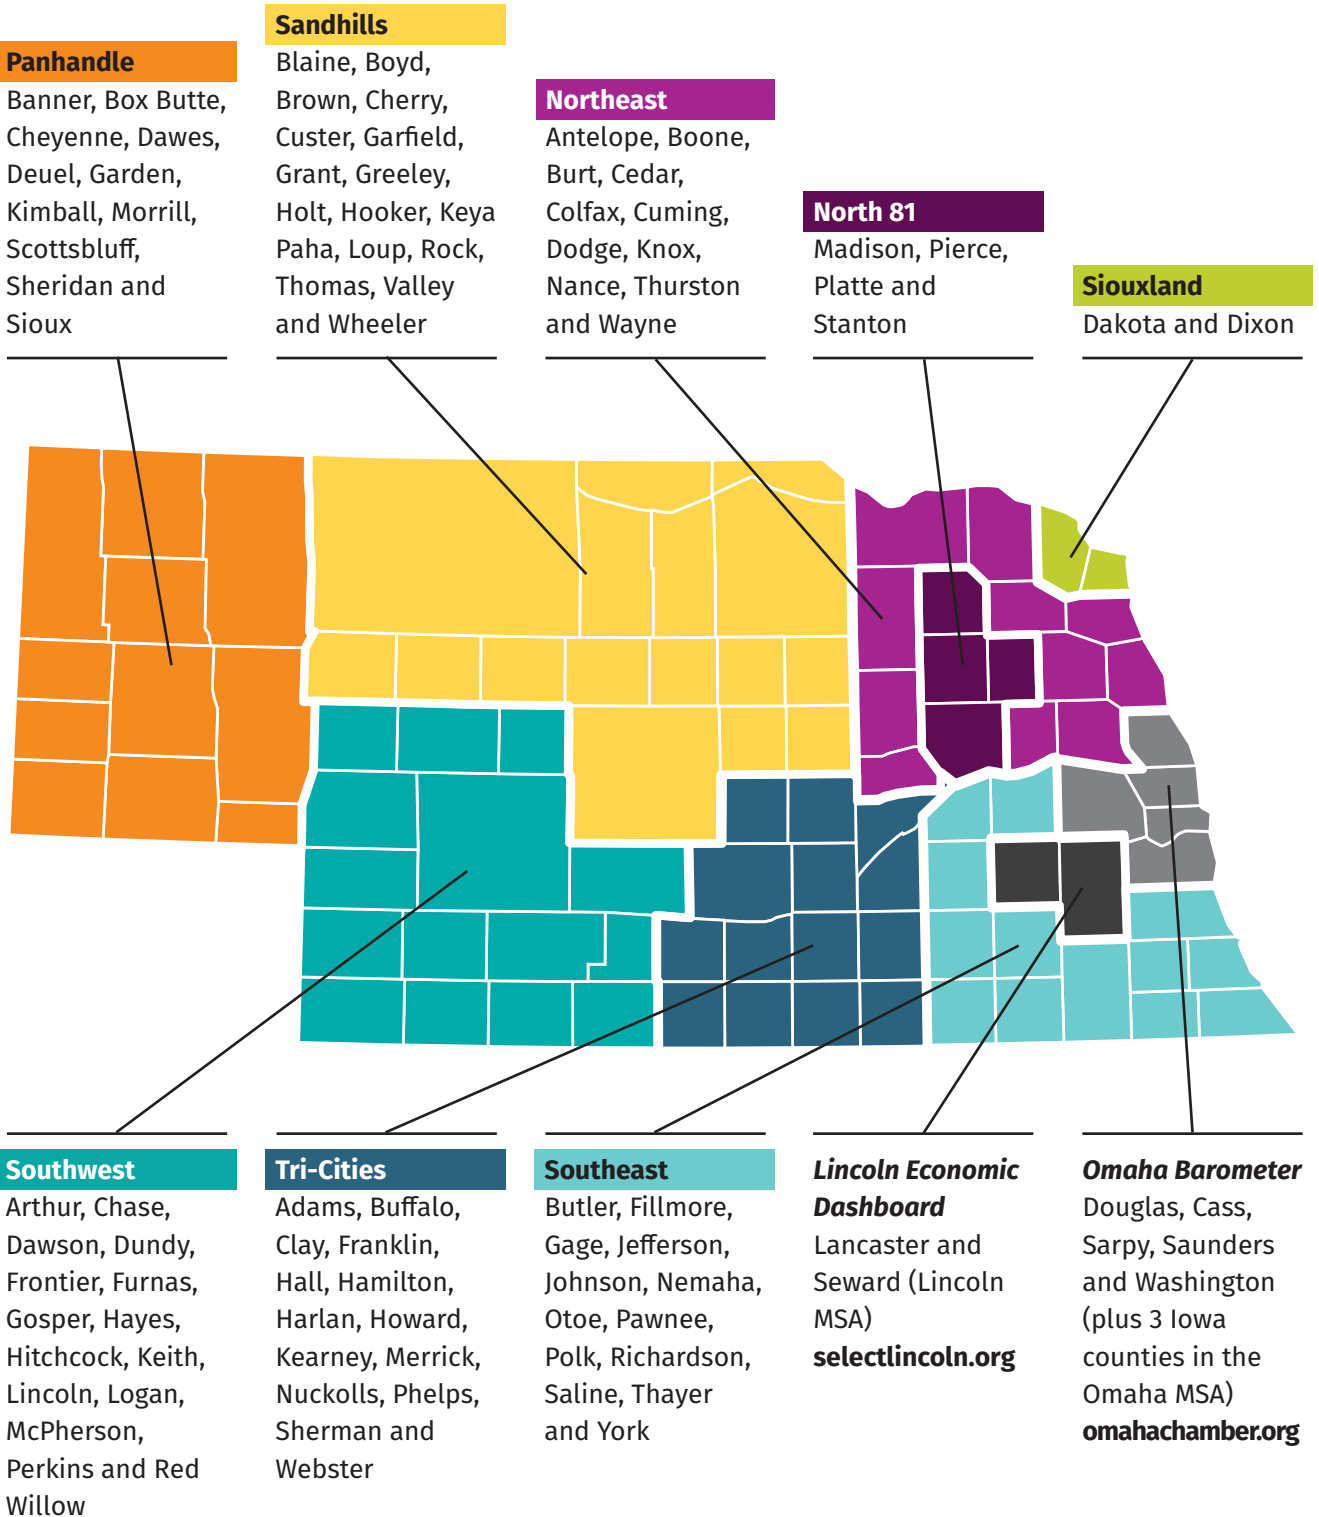 Panhandle
Banner, Box Butte,
Cheyenne, Dawes,
Deuel, Garden,
Kimball, Morrill,
Scottsbluff,
Sheridan and
Sioux
Sandhills
Blaine, Boyd,
Brown, Cherry,
Custer, Garfield,
Grant, Greeley,
Holt, Hooker, Keya
Paha, Loup, Rock,
Thomas, Valley
and Wheeler
Northeast
Antelope, Boone,
Burt, Cedar,
Colfax, Cuming,
Dodge, Knox,
Nance, Thurston
and Wayne
North 81
Madison, Pierce,
Platte and
Stanton
Siouxland
Dakota and Dixon
Southwest
Arthur, Chase,
Dawson, Dundy,
Frontier, Furnas,
Gosper, Hayes,
Hitchcock, Keith,
Lincoln, Logan,
McPherson,
Perkins and Red
Willow
Tri-Cities
Adams, Buffalo,
Clay, Franklin,
Hall, Hamilton,
Harlan, Howard,
Kearney, Merrick,
Nuckolls, Phelps,
Sherman and
Webster
Southeast
Butler, Fillmore,
Gage, Jefferson,
Johnson, Nemaha,
Otoe, Pawnee,
Polk, Richardson,
Saline, Thayer
and York
Lincoln Economic
Dashboard
Lancaster and
Seward (Lincoln
MSA)
selectlincoln.org
Omaha Barometer
Douglas, Cass,
Sarpy, Saunders
and Washington
(plus 3 Iowa
counties in the
Omaha MSA)
omahachamber.org